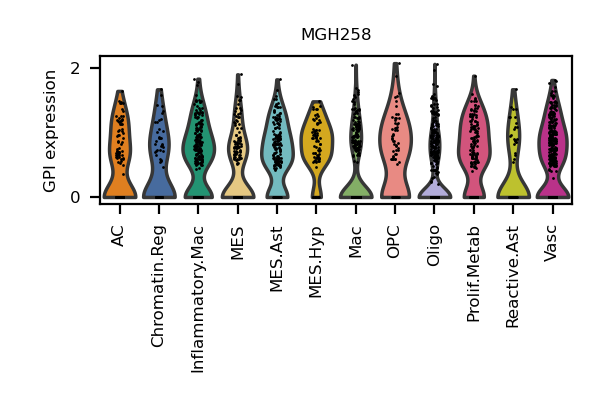 MGH258
GPI expression
2
0
AC
Chromatin.Reg
Inflammatory.Mac
MES
MES.Ast
MES.Hyp
Mac
OPC
Oligo
Prolif.Metab
Reactive.Ast
Vasc